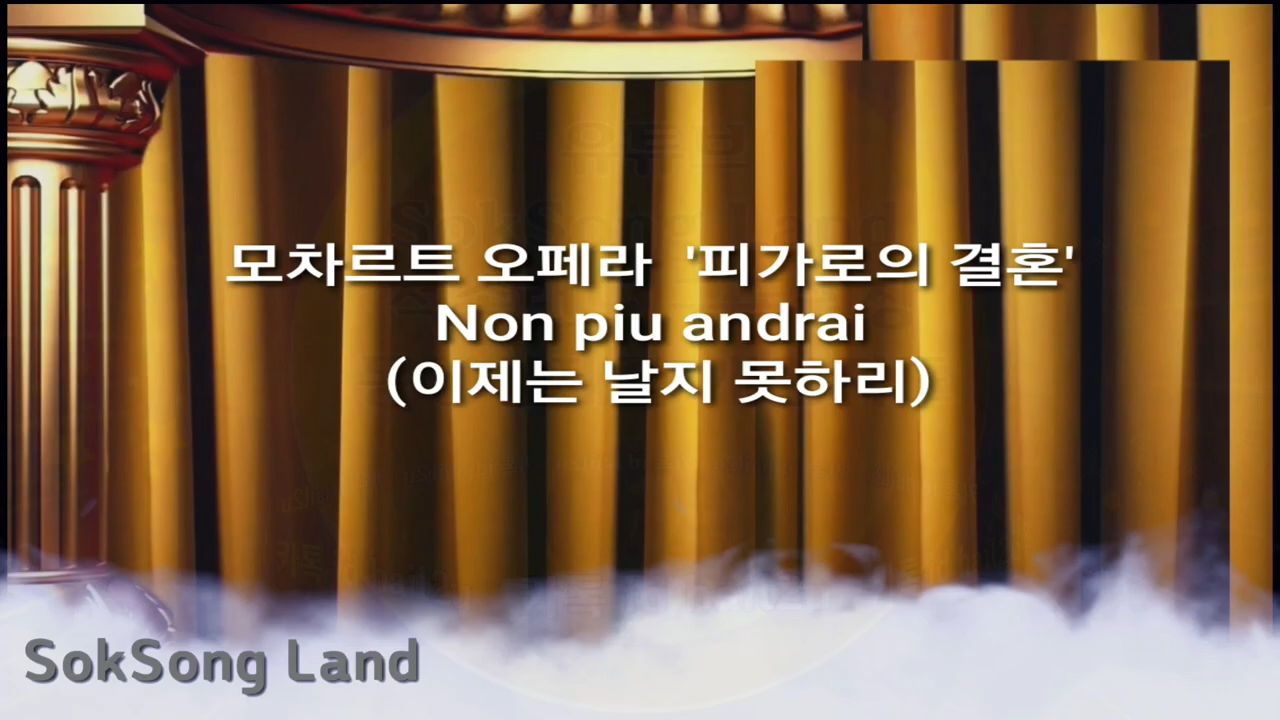 모차르트 오페라 '피가로의 결혼'
Non piu andrai
(이제는 날지 못하리)
SokSong Land